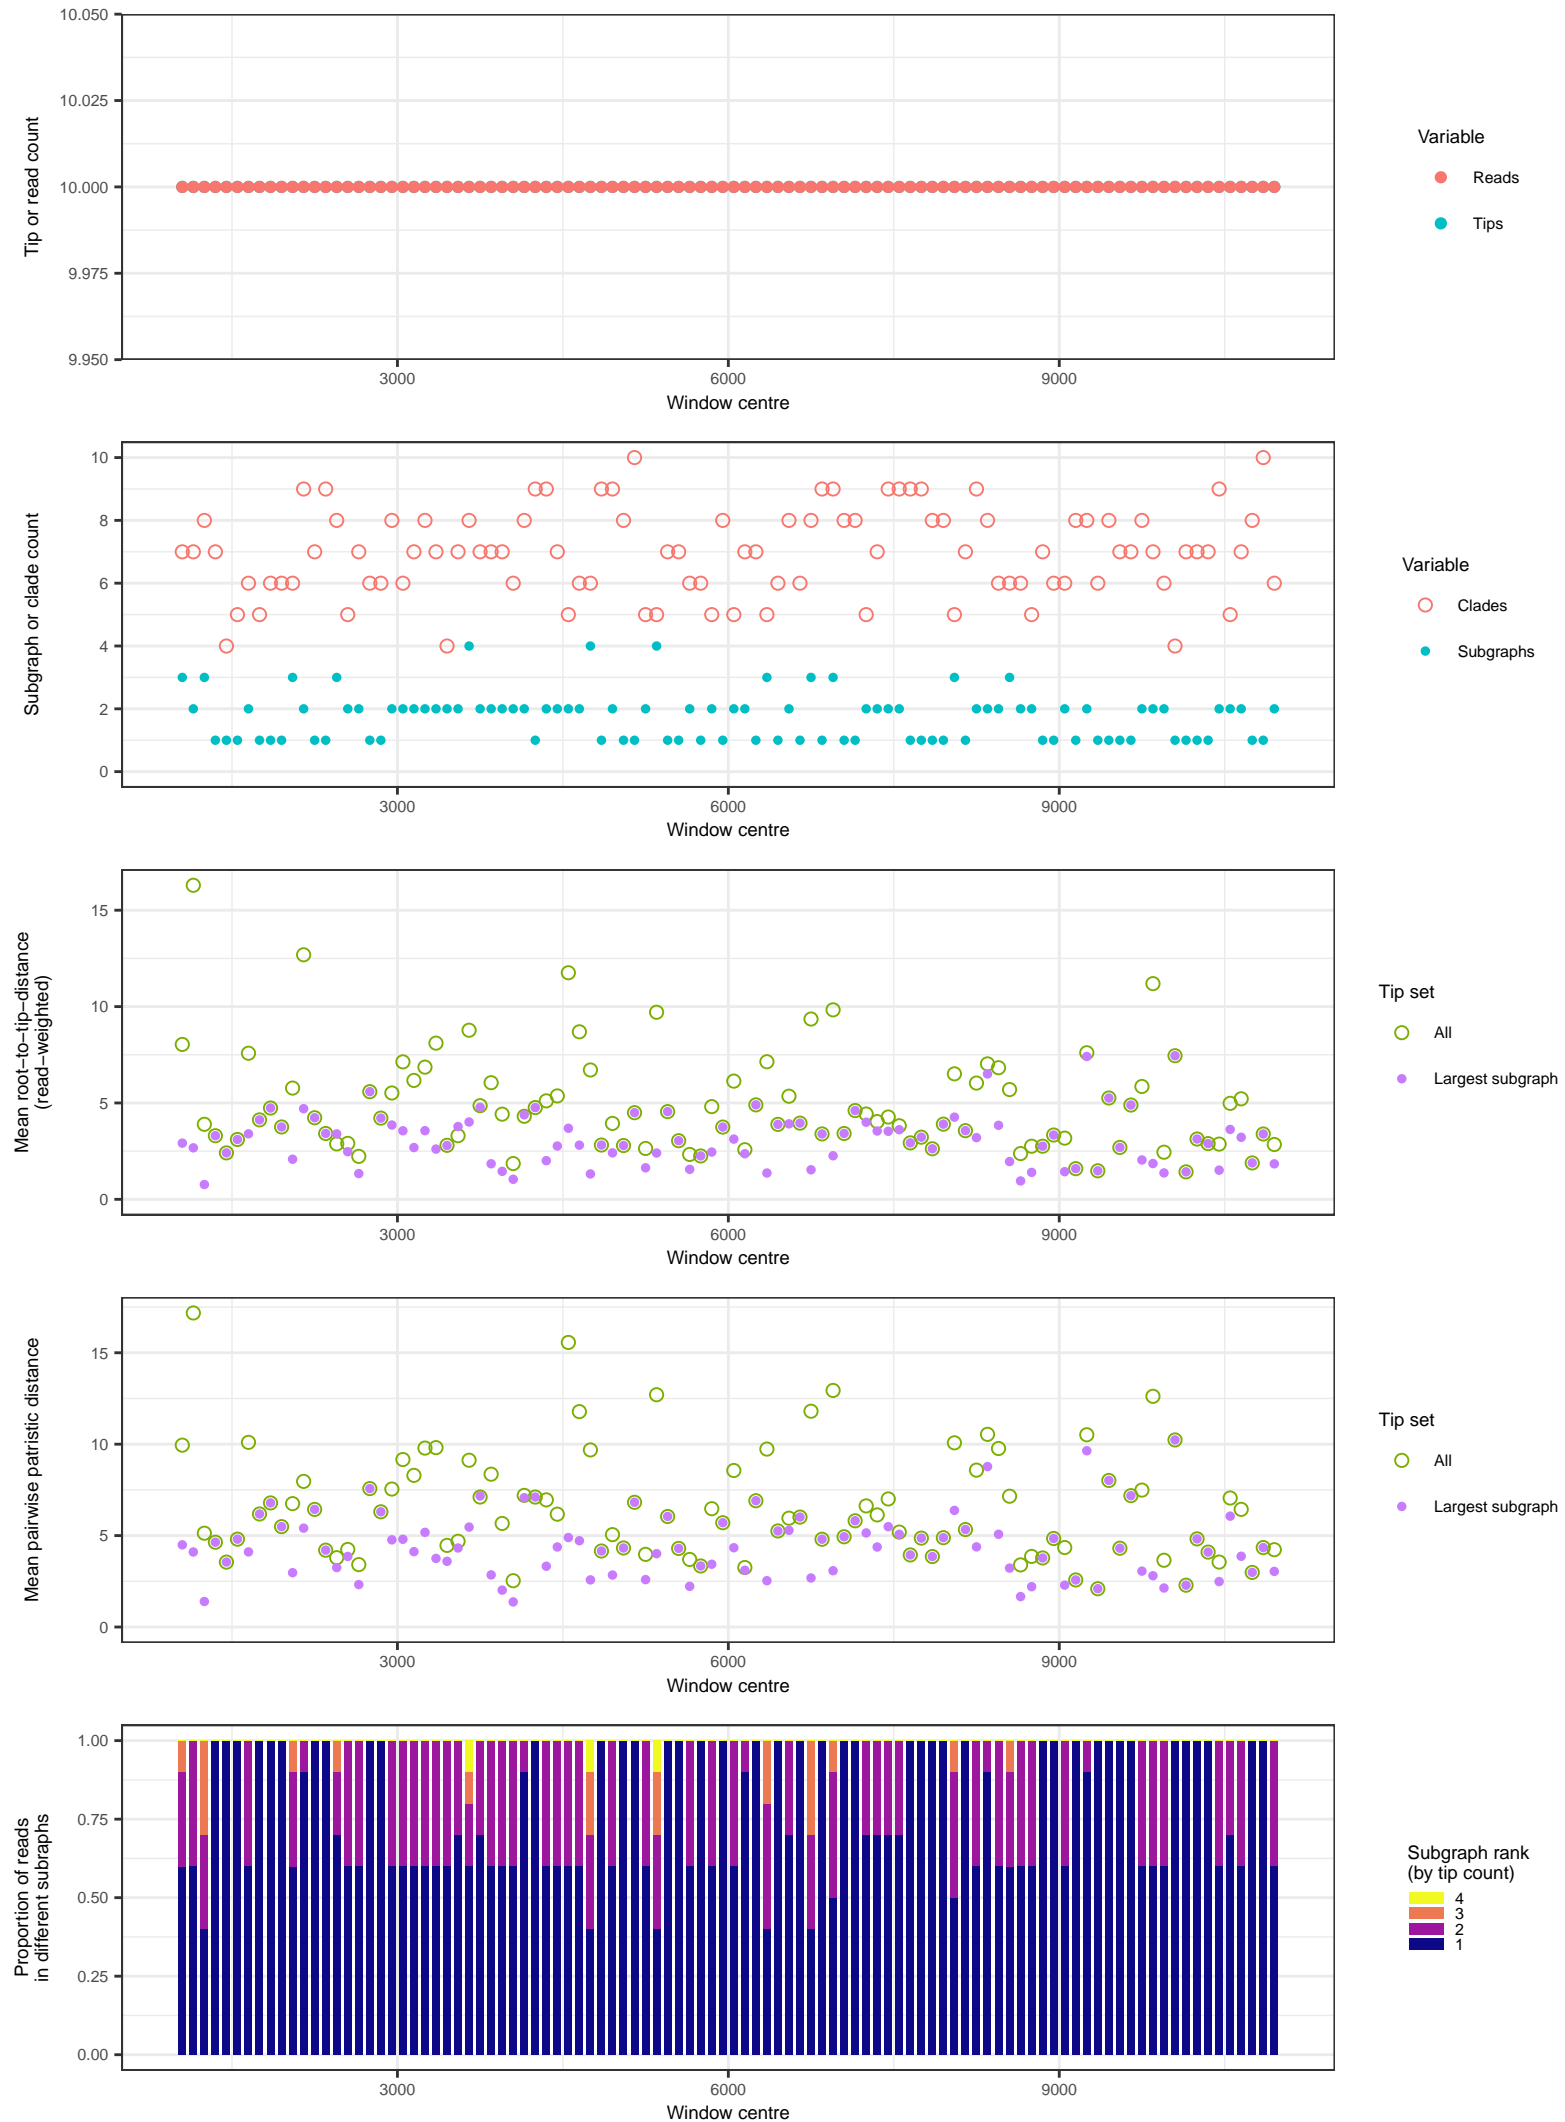 10.050
10.025
10.000
9.975
9.950
Tip or read count
3000
6000
9000
Window centre
Variable
Reads
Tips
10
8
6
4
2
0
Subgraph or clade count
3000
6000
9000
Window centre
Variable
Clades
Subgraphs
15
10
5
0
Mean root−to−tip−distance
(read−weighted)
3000
6000
9000
Window centre
Tip set
All
Largest subgraph
15
10
5
0
Mean pairwise patristic distance
3000
6000
9000
Window centre
Tip set
All
Largest subgraph
1.00
0.75
0.50
0.25
0.00
Proportion of reads
in different subraphs
3000
6000
9000
Window centre
Subgraph rank
(by tip count)
4
3
2
1